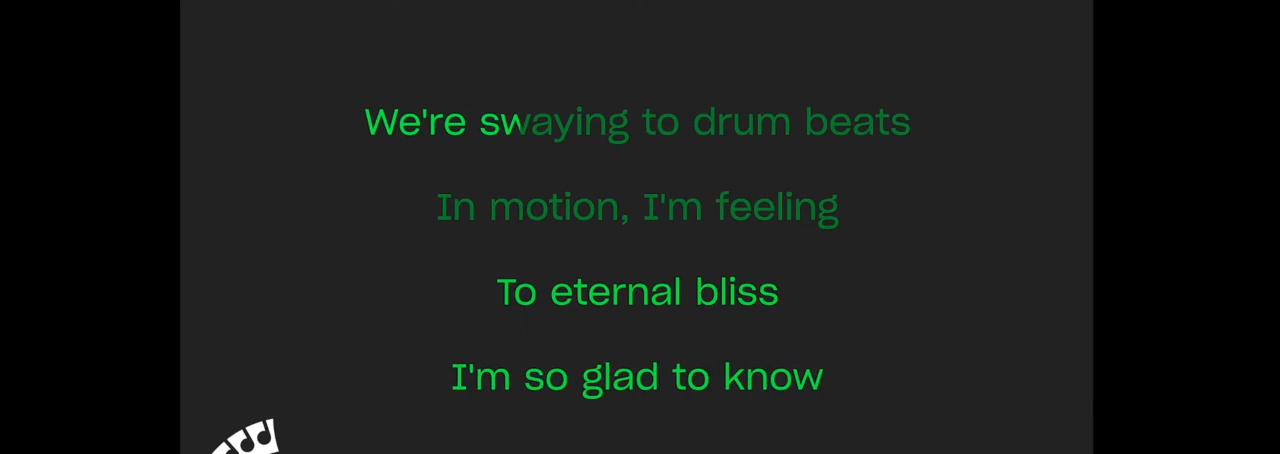 We're swaying to drum beats
In motion, I'm feeling
To eternal bliss
I'm so glad to know